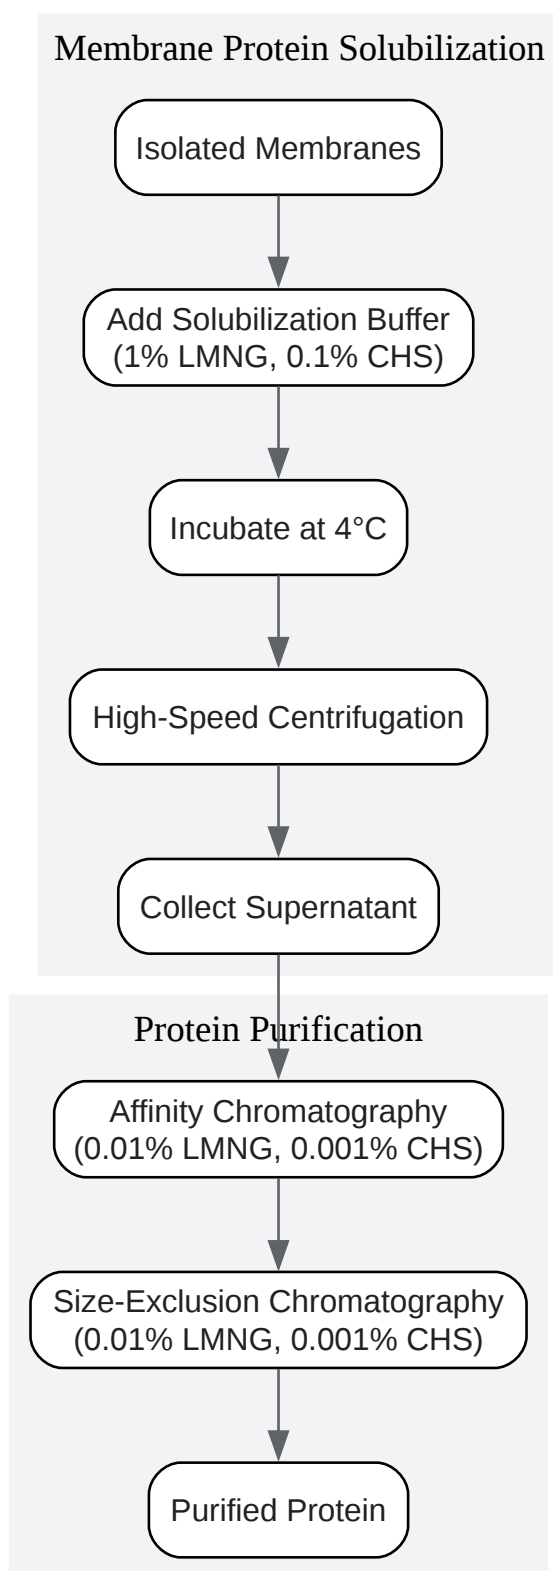 Membrane Protein Solubilization
Isolated Membranes
Add Solubilization Buffer
(1% LMNG, 0.1% CHS)
Incubate at 4°C
High-Speed Centrifugation
Collect Supernatant
Protein Purification
Affinity Chromatography
(0.01% LMNG, 0.001% CHS)
Size-Exclusion Chromatography
(0.01% LMNG, 0.001% CHS)
Purified Protein